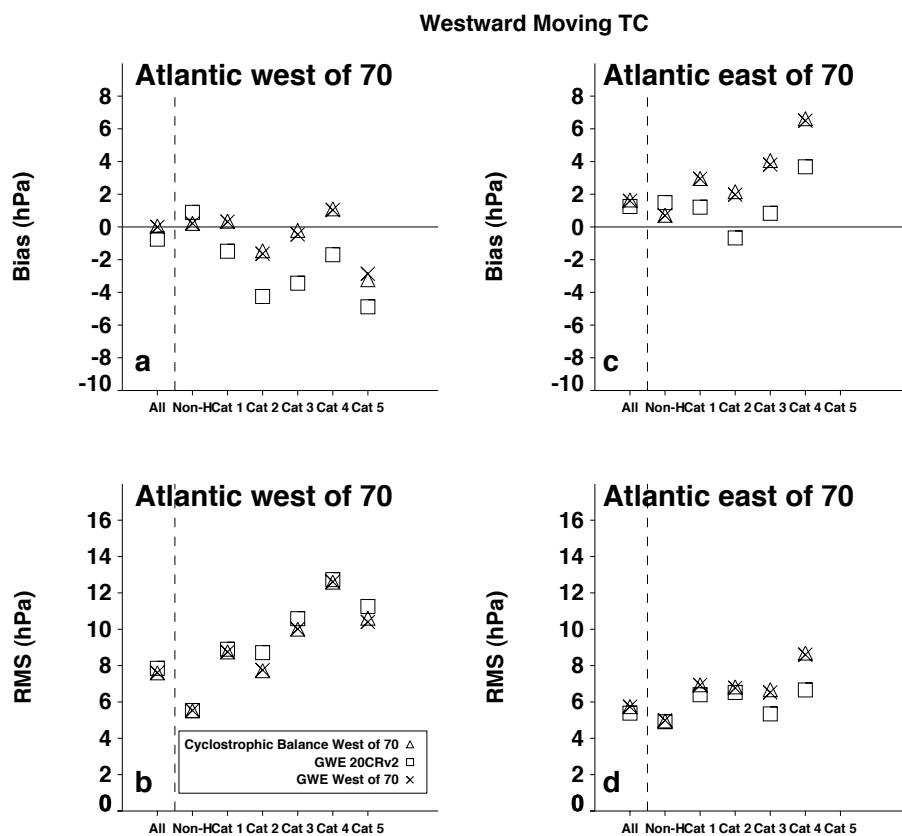 Westward Moving TC
Atlantic west of 70
8
6
4
2
0
-2
-4
-6
-8
-10
Bias (hPa)
a
All Non-H Cat 1 Cat 2 Cat 3 Cat 4 Cat 5
Atlantic east of 70
8
6
4
2
0
-2
-4
-6
-8
-10
Bias (hPa)
c
All Non-H Cat 1 Cat 2 Cat 3 Cat 4 Cat 5
Atlantic west of 70
16
14
12
10
8
6
4
2
0
RMS (hPa)
Cyclostrophic Balance West of 70
GWE 20CRv2
GWE West of 70
b
All Non-H Cat 1 Cat 2 Cat 3 Cat 4 Cat 5
Atlantic east of 70
16
14
12
10
8
6
4
2
0
RMS (hPa)
d
All Non-H Cat 1 Cat 2 Cat 3 Cat 4 Cat 5